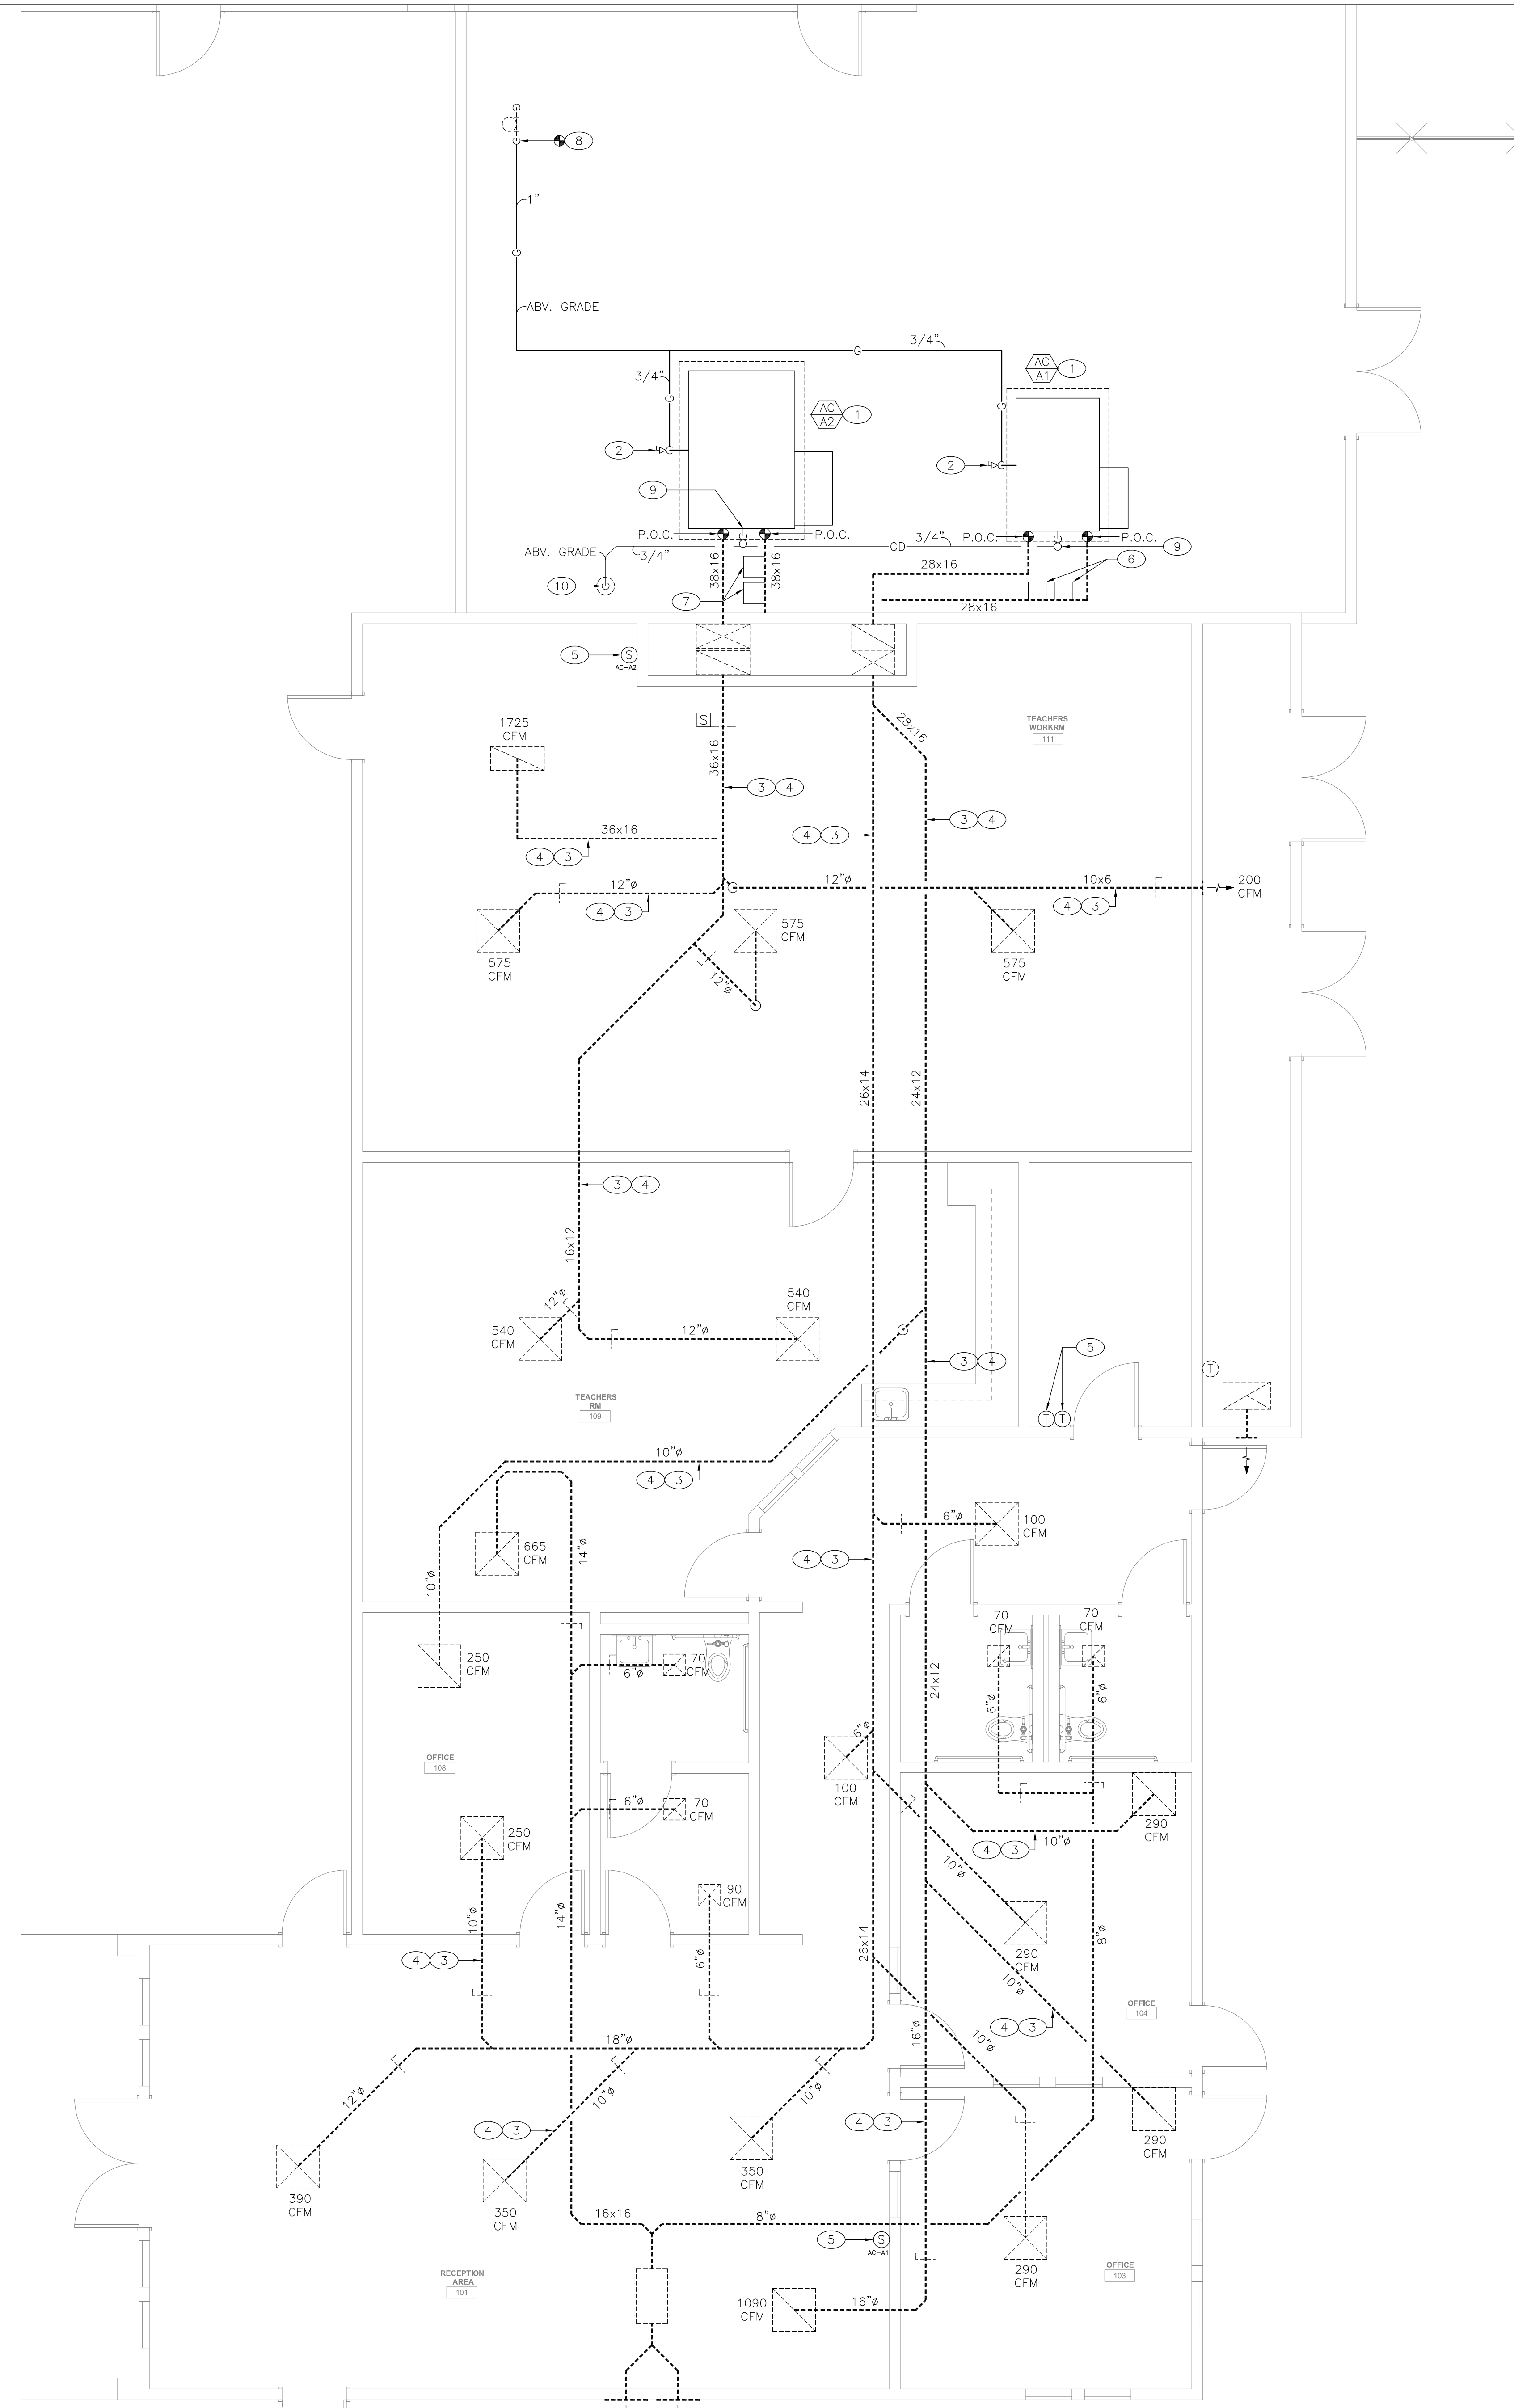 G
8
1"
G
ABV. GRADE
3/4"
G
3/4"
AC
A1
1
G
AC
A2
1
G
2
2
9
P.O.C.
P.O.C.
P.O.C.
P.O.C.
ABV. GRADE
3/4"
CD
3/4"
9
10
38x16
38x16
28x16
6
7
28x16
5
S
AC-A2
S
1725
CFM
36x16
28x16
TEACHERS
WORKRM
111
3
4
36x16
4
3
4
3
3
4
12"ø
12"ø
10x6
200
CFM
4
3
4
3
575
CFM
575
CFM
575
CFM
12"ø
26x14
24x12
3
4
16x12
12"ø
540
CFM
12"ø
540
CFM
3
4
5
T
T
T
TEACHERS
RM
109
10"ø
4
3
6"ø
100
CFM
665
CFM
14"ø
4
3
10"ø
250
CFM
6"ø
70
CFM
70
CFM
70
CFM
24x12
6"ø
6"ø
6"ø
100
CFM
OFFICE
108
6"ø
70
CFM
290
CFM
4
3
10"ø
250
CFM
10"ø
10"ø
14"ø
90
CFM
6"ø
26x14
290
CFM
8"ø
4
3
10"ø
OFFICE
104
4
3
18"ø
16"ø
10"ø
12"ø
10"ø
10"ø
4
3
4
3
290
CFM
390
CFM
350
CFM
350
CFM
16x16
8"ø
5
S
AC-A1
290
CFM
OFFICE
103
RECEPTION
AREA
101
1090
CFM
16"ø